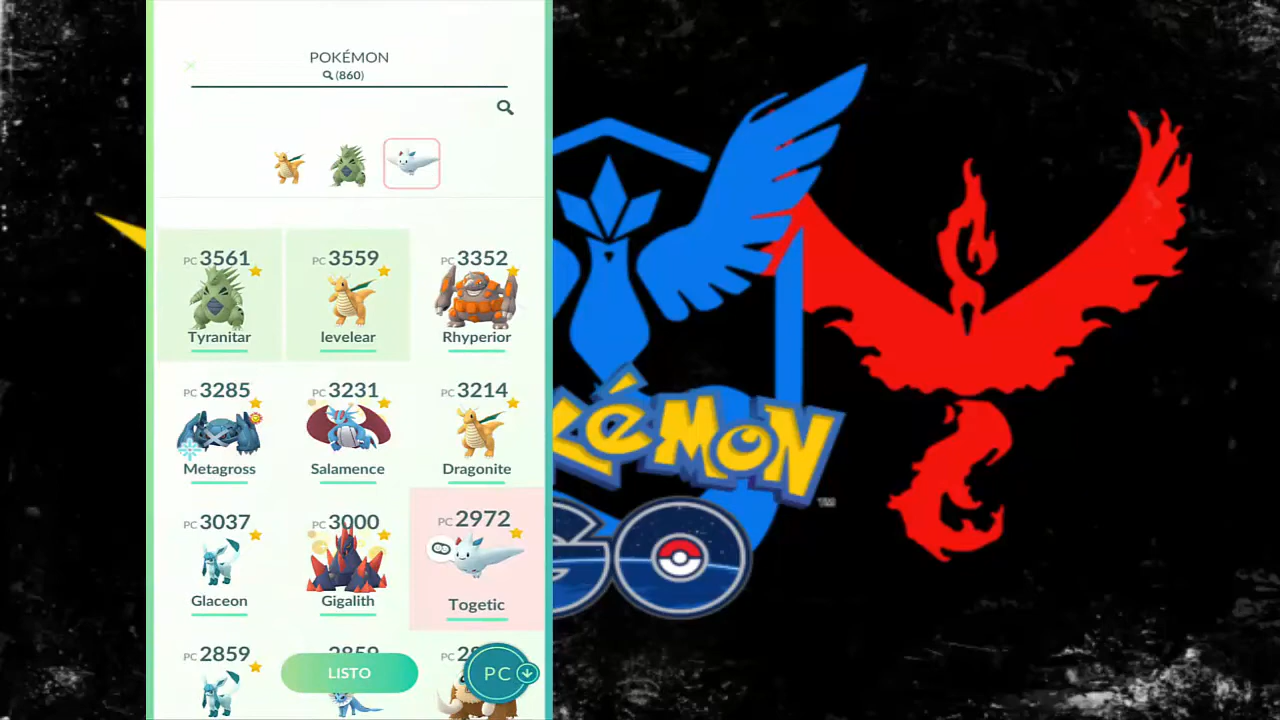 POKÉMON
(860)
PC 3561
PC 3559
PC 3352
Tyranitar
levelear
Rhyperior
PC 3285
PC 3231
PC 3214
Metagross
Salamence
Dragonite
PC 3037
PC 3000
PC 2972
Glaceon
Gigalith
Togetic
PC 2859
LISTO
PC
kéMON
TM
GO